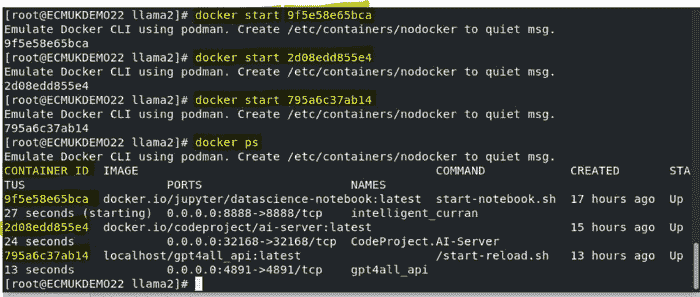 [root@ECMUKDEMO22 llama2]# docker start 9f5e58e65bca
Emulate Docker CLI using podman. Create /etc/containers/nodocker to quiet msg.
9f5e58e65bca
[root@ECMUKDEMO22 llama2]# docker start 2d08edd855e4
Emulate Docker CLI using podman. Create /etc/containers/nodocker to quiet msg.
2d08edd855e4
[root@ECMUKDEMO22 llama2]# docker start 795a6c37ab14
Emulate Docker CLI using podman. Create /etc/containers/nodocker to quiet msg.
795a6c37ab14
[root@ECMUKDEMO22 llama2]# docker ps
Emulate Docker CLI using podman. Create /etc/containers/nodocker to quiet msg.
CONTAINER ID  IMAGE                                     COMMAND           CREATED       STA
TUS                 PORTS                     NAMES
9f5e58e65bca  docker.io/jupyter/datascience-notebook:latest  start-notebook.sh  17 hours ago  Up
27 seconds (starting)  0.0.0.0:8888->8888/tcp    intelligent_curran
2d08edd855e4  docker.io/codeproject/ai-server:latest                         15 hours ago  Up
24 seconds             0.0.0.0:32168->32168/tcp  CodeProject.AI-Server
795a6c37ab14  localhost/gpt4all_api:latest                   /start-reload.sh   13 hours ago  Up
13 seconds             0.0.0.0:4891->4891/tcp    gpt4all_api
[root@ECMUKDEMO22 llama2]#